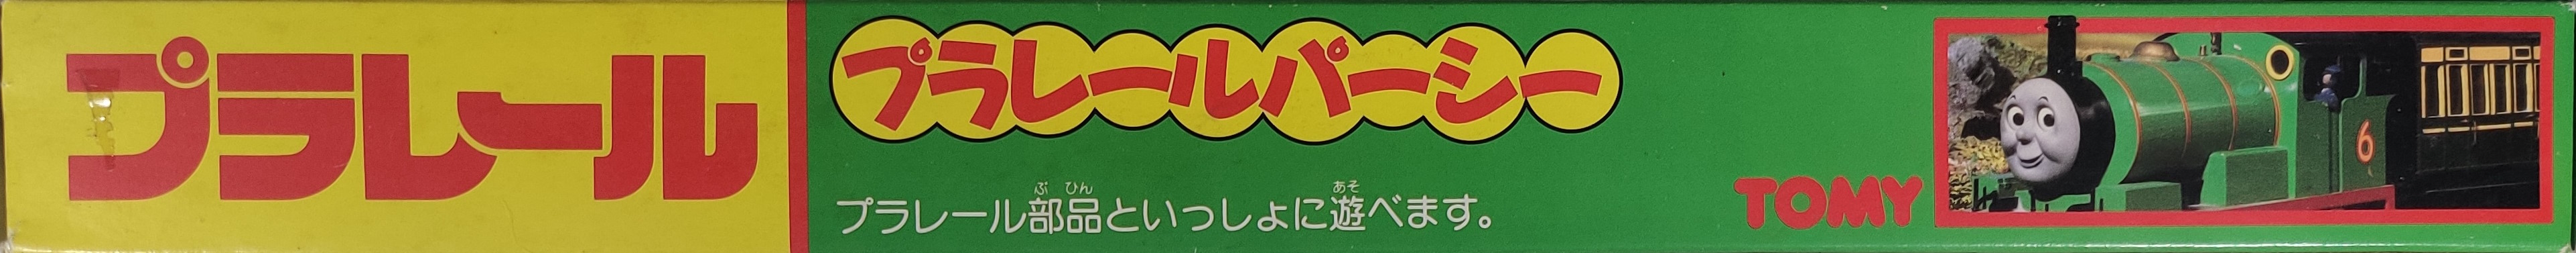 プラレール
プラレールパーシー
ぶ ひん あそ
プラレール部品といっしょに遊べます。
TOMY
6